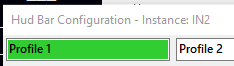 Hud Bar Configuration - Instance: IN2
Profile 1 Profile 2